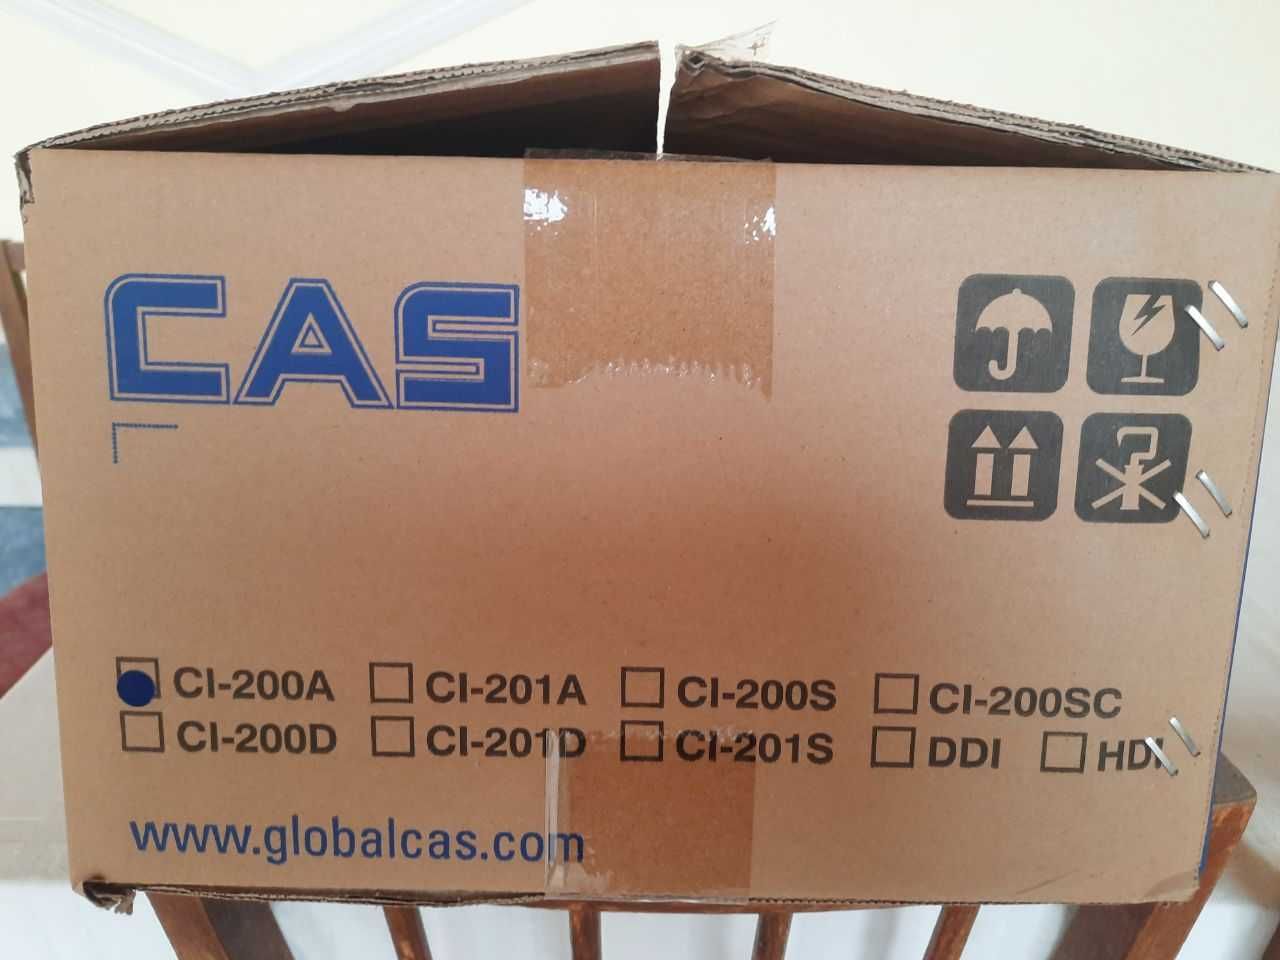 CAS
CI-200A CI-201A CI-200S CI-200SC
CI-200D CI-201D CI-201S DDI HDI
www.globalcas.com